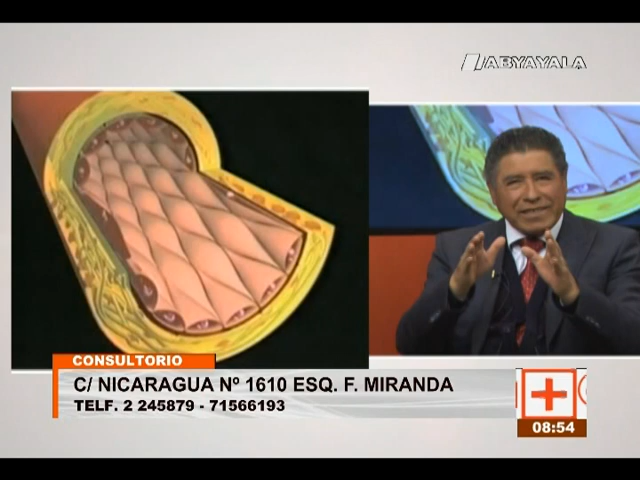 ABYAYALA
CONSULTORIO
C/ NICARAGUA Nº 1610 ESQ. F. MIRANDA
TELF. 2 245879 - 71566193
08:54